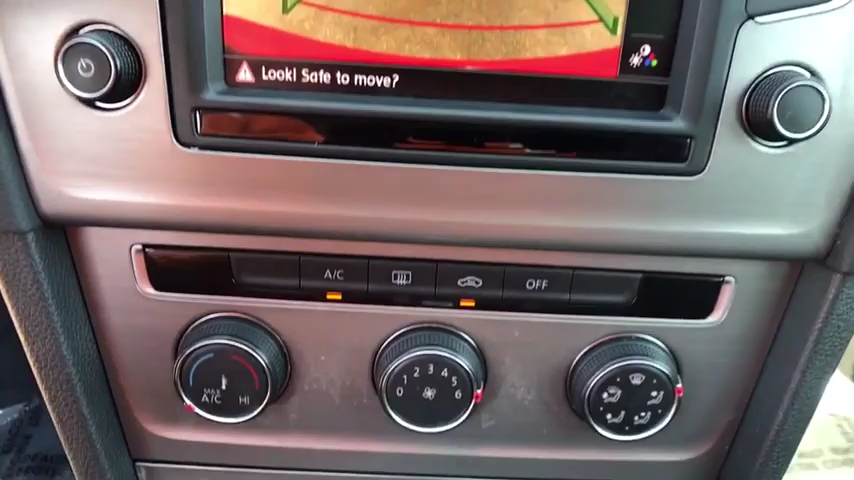 Look! Safe to move?
A/C
OFF
0 1 2 3 4 5 6
MAX
A/C HI